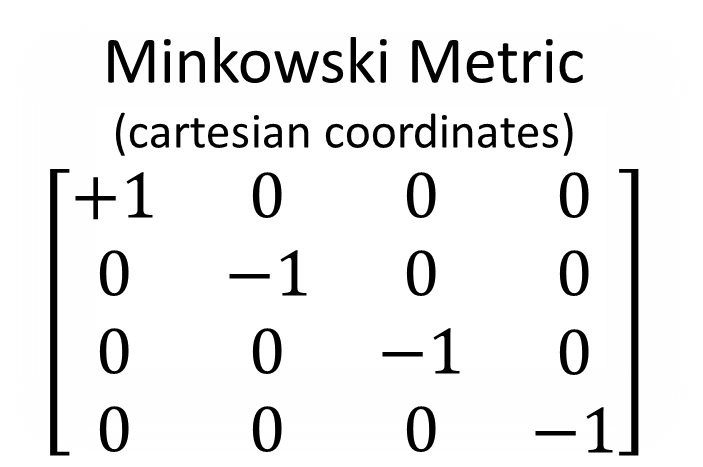 Minkowski Metric
(cartesian coordinates)
+1 0 0 0
0 −1 0 0
0 0 −1 0
0 0 0 −1